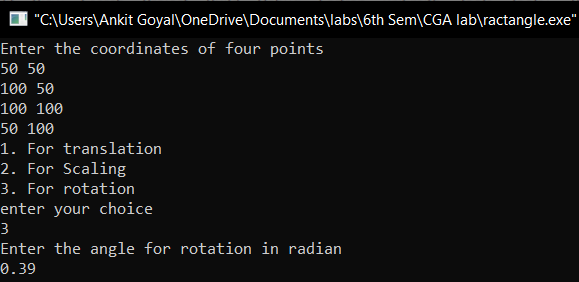 "C:\Users\Ankit Goyal\OneDrive\Documents\labs\6th Sem\CGA lab\ractangle.exe"
Enter the coordinates of four points
50 50
100 50
100 100
50 100
1. For translation
2. For Scaling
3. For rotation
enter your choice
3
Enter the angle for rotation in radian
0.39